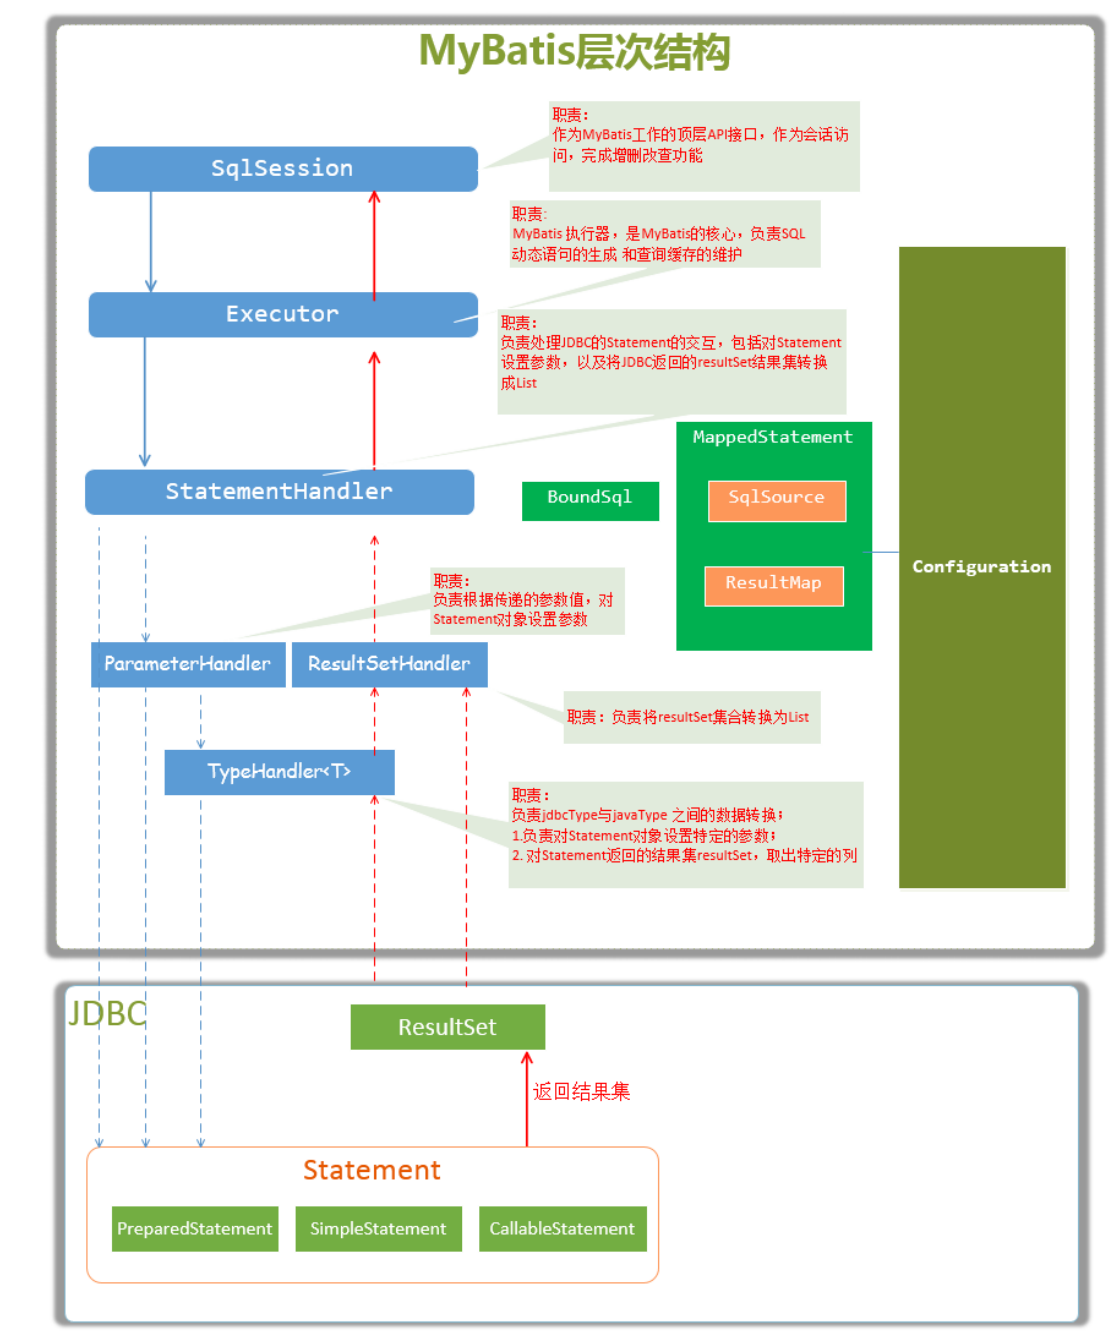 MyBatis层次结构
职责：
作为MyBatis工作的顶层API接口，作为会话访
问，完成增删改查功能
SqlSession
职责:
MyBatis 执行器，是MyBatis的核心，负责SQL
动态语句的生成 和查询缓存的维护
Executor
职责：
负责处理JDBC的Statement的交互，包括对Statement
设置参数，以及将JDBC返回的resultSet结果集转换
成List
MappedStatement
StatementHandler
BoundSql
SqlSource
Configuration
ResultMap
职责：
负责根据传递的参数值，对
Statement对象设置参数
ParameterHandler
ResultSetHandler
职责：负责将resultSet集合转换为List
TypeHandler<T>
职责：
负责jdbcType与javaType 之间的数据转换；
1.负责对Statement对象设置特定的参数；
2. 对Statement返回的结果集resultSet，取出特定的列
JDBC
ResultSet
返回结果集
Statement
PreparedStatement
SimpleStatement
CallableStatement